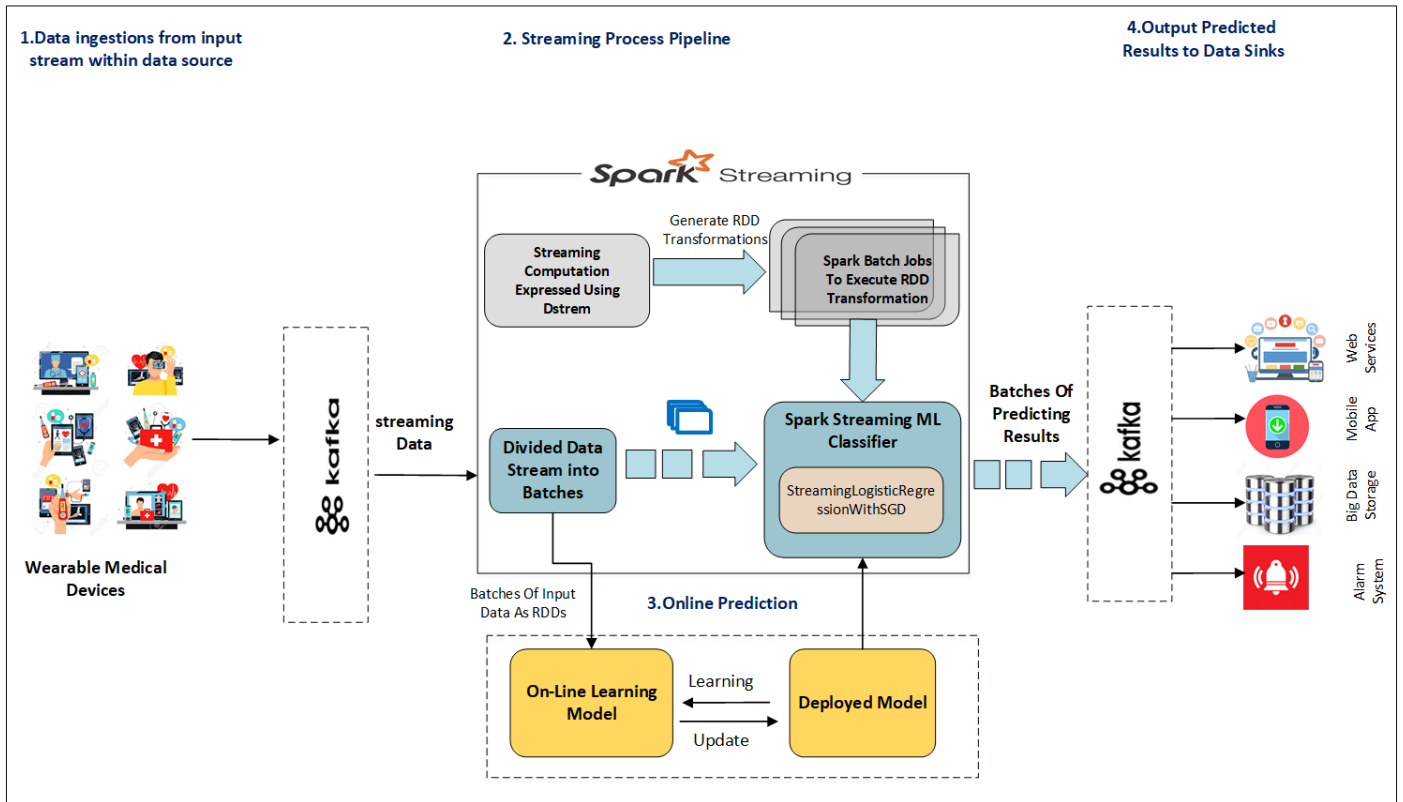 1.Data ingestions from input
stream within data source
2. Streaming Process Pipeline
4.Output Predicted
Results to Data Sinks
Spark Streaming
Generate RDD
Transformations
Streaming
Computation
Expressed Using
Dstrem
Spark Batch Jobs
To Execute RDD
Transformation
Wearable Medical
Devices
kafka
streaming
Data
Divided Data
Stream into
Batches
Spark Streaming ML
Classifier
StreamingLogisticRegre
ssionWithSGD
Batches Of
Predicting
Results
kafka
Web
Services
Mobile
App
Big Data
Storage
Alarm
System
Batches Of Input
Data As RDDs
3.Online Prediction
On-Line Learning
Model
Learning
Update
Deployed Model